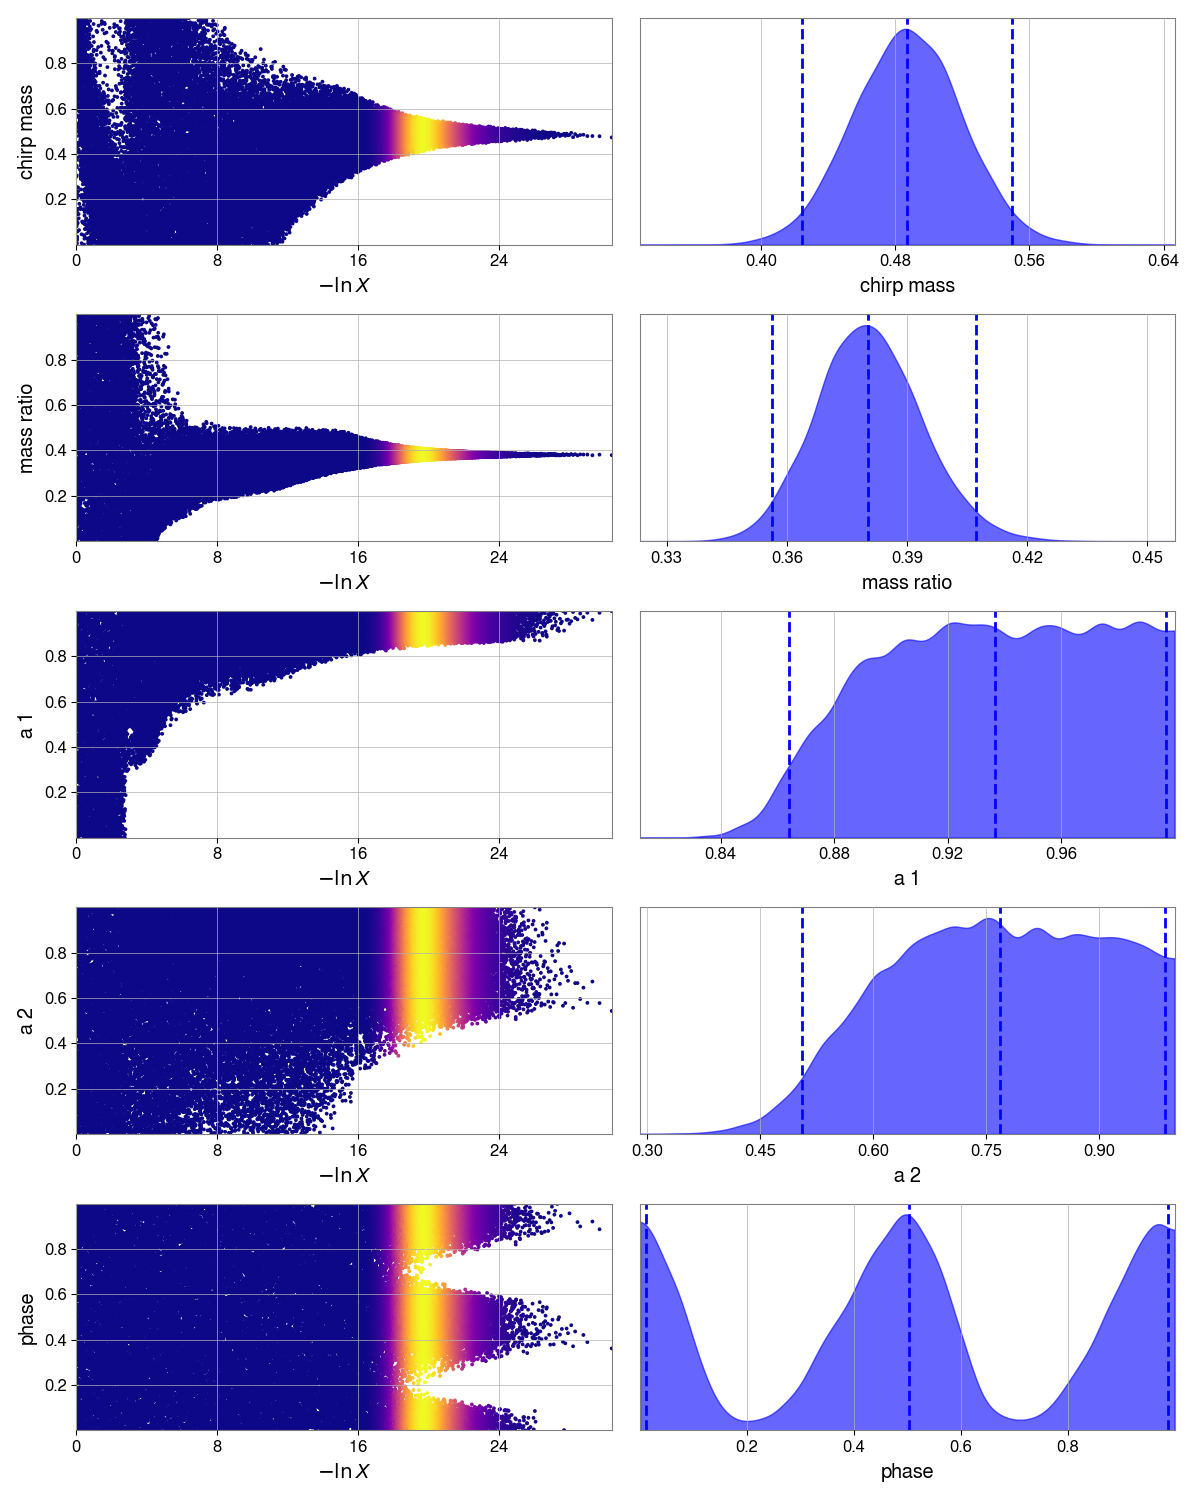 chirp mass
0.8
0.6
0.4
0.2
0 8 16 24
−ln X
0.40 0.48 0.56 0.64
chirp mass
mass ratio
0.8
0.6
0.4
0.2
0 8 16 24
−ln X
0.33 0.36 0.39 0.42 0.45
mass ratio
a 1
0.8
0.6
0.4
0.2
0 8 16 24
−ln X
0.84 0.88 0.92 0.96
a 1
a 2
0.8
0.6
0.4
0.2
0 8 16 24
−ln X
0.30 0.45 0.60 0.75 0.90
a 2
phase
0.8
0.6
0.4
0.2
0 8 16 24
−ln X
0.2 0.4 0.6 0.8
phase